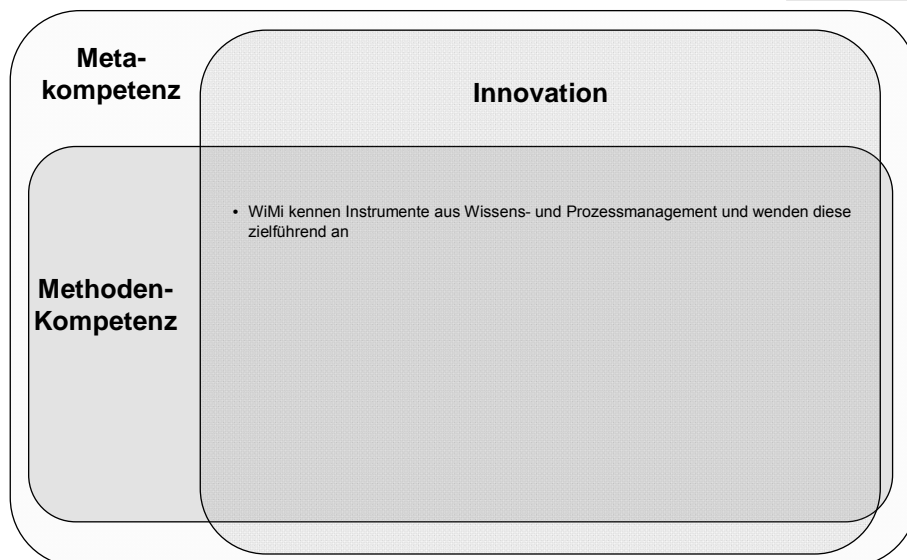 Meta-
kompetenz
Innovation
• WiMi kennen Instrumente aus Wissens- und Prozessmanagement und wenden diese
zielführend an
Methoden-
Kompetenz